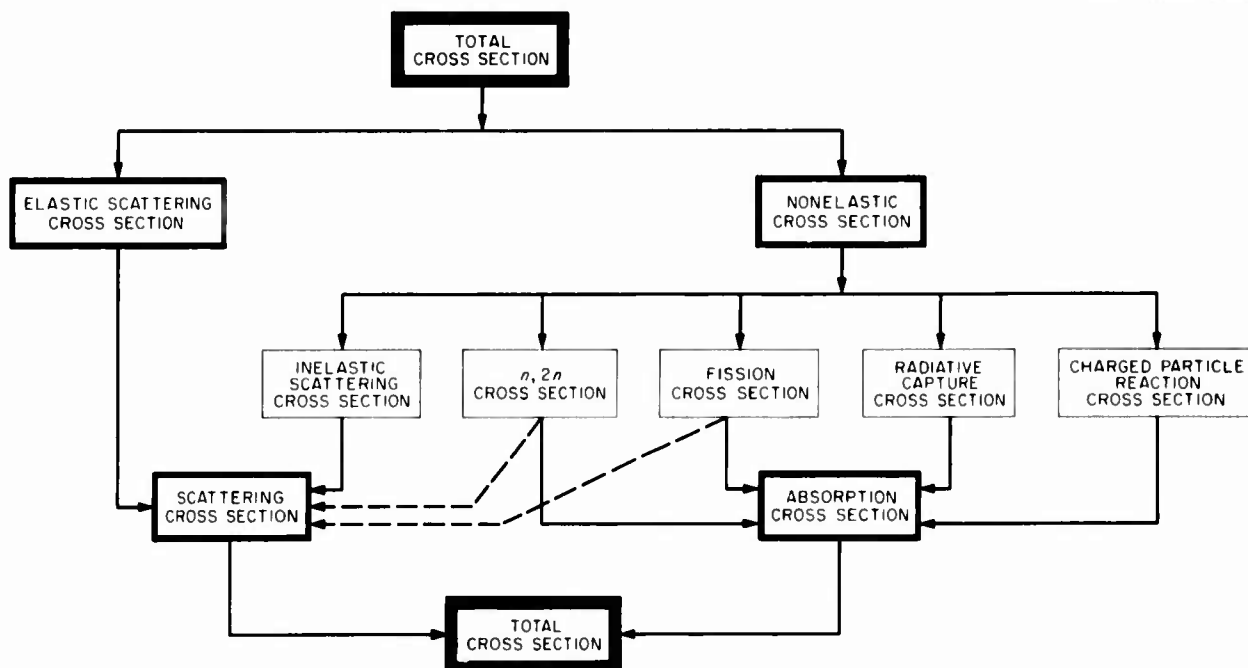 TOTAL
CROSS SECTION
ELASTIC SCATTERING
CROSS SECTION
NONELASTIC
CROSS SECTION
INELASTIC
SCATTERING
CROSS SECTION
n, 2n
CROSS SECTION
FISSION
CROSS SECTION
RADIATIVE
CAPTURE
CROSS SECTION
CHARGED PARTICLE
REACTION
CROSS SECTION
SCATTERING
CROSS SECTION
ABSORPTION
CROSS SECTION
TOTAL
CROSS SECTION